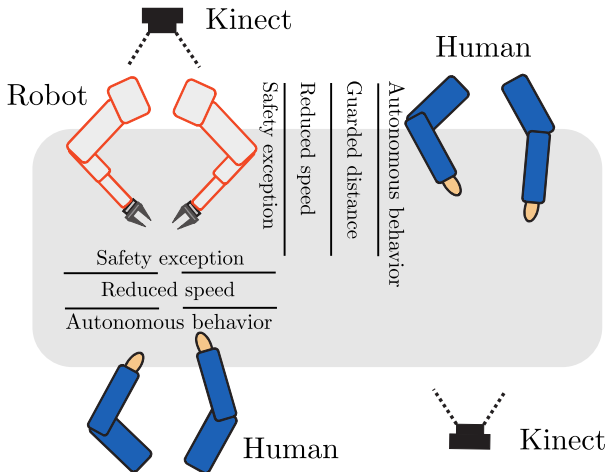 Kinect
Human
Robot
Safety exception
Reduced speed
Guarded distance
Autonomous behavior
Safety exception
Reduced speed
Autonomous behavior
Human
Kinect